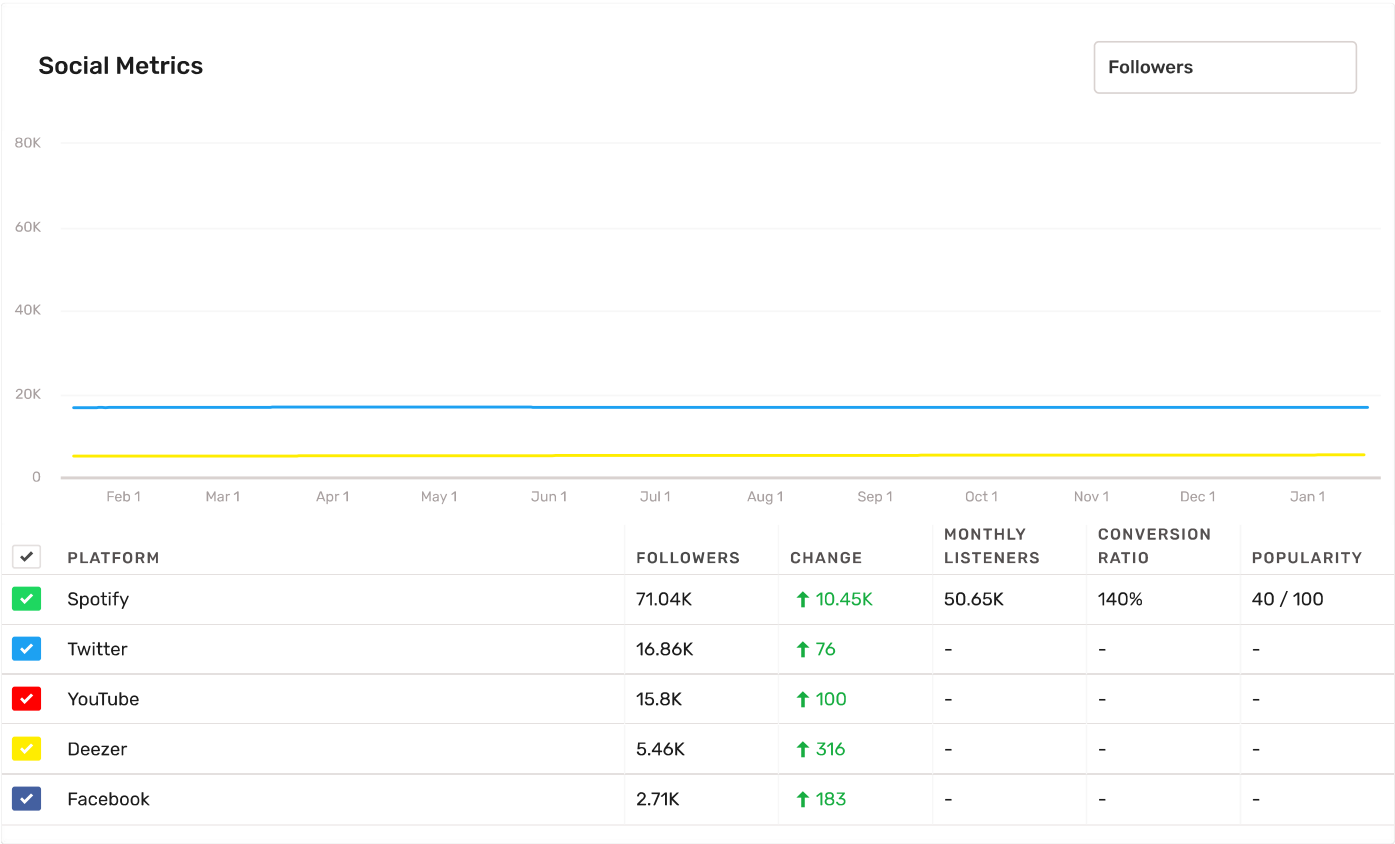 Social Metrics
Followers
80K
60K
40K
20K
0
Feb 1 Mar 1 Apr 1 May 1 Jun 1 Jul 1 Aug 1 Sep 1 Oct 1 Nov 1 Dec 1 Jan 1
PLATFORM FOLLOWERS CHANGE MONTHLY LISTENERS CONVERSION RATIO POPULARITY
Spotify 71.04K 10.45K 50.65K 140% 40 / 100
Twitter 16.86K 76 - - -
YouTube 15.8K 100 - - -
Deezer 5.46K 316 - - -
Facebook 2.71K 183 - - -